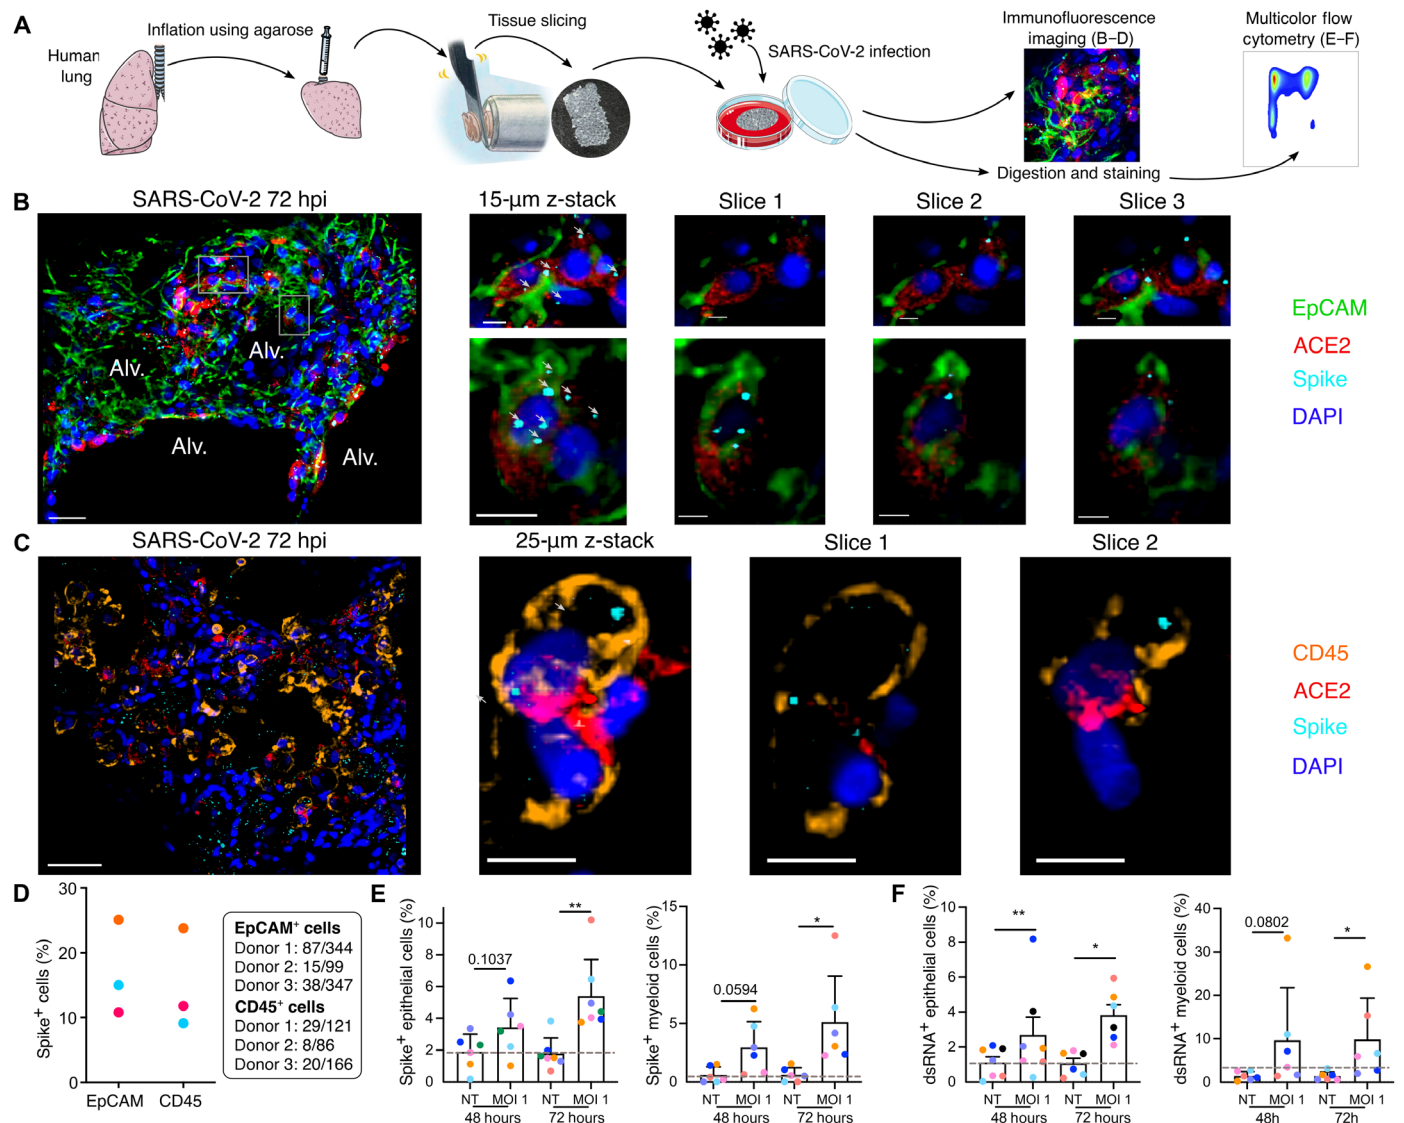 A
Human
lung
Inflation using agarose
Tissue slicing
SARS-CoV-2 infection
Immunofluorescence
imaging (B–D)
Multicolor flow
cytometry (E–F)
Digestion and staining
B
SARS-CoV-2 72 hpi
15-µm z-stack
Slice 1
Slice 2
Slice 3
Alv.
Alv.
Alv.
Alv.
EpCAM
ACE2
Spike
DAPI
C
SARS-CoV-2 72 hpi
25-µm z-stack
Slice 1
Slice 2
CD45
ACE2
Spike
DAPI
D
Spike+ cells (%)
30
20
10
0
EpCAM
CD45
EpCAM+ cells
Donor 1: 87/344
Donor 2: 15/99
Donor 3: 38/347
CD45+ cells
Donor 1: 29/121
Donor 2: 8/86
Donor 3: 20/166
E
Spike+ epithelial cells (%)
10
8
6
4
2
0
0.1037
**
NT MOI 1 NT MOI 1
48 hours 72 hours
Spike+ myeloid cells (%)
15
10
5
0
0.0594
*
NT MOI 1 NT MOI 1
48 hours 72 hours
F
dsRNA+ epithelial cells (%)
10
8
6
4
2
0
**
*
NT MOI 1 NT MOI 1
48 hours 72 hours
dsRNA+ myeloid cells (%)
40
30
20
10
0
0.0802
*
NT MOI 1 NT MOI 1
48h 72h